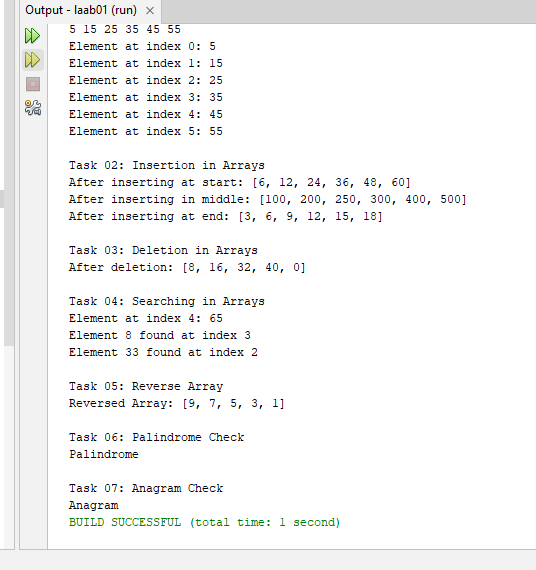 Output - laab01 (run) ×
5 15 25 35 45 55
Element at index 0: 5
Element at index 1: 15
Element at index 2: 25
Element at index 3: 35
Element at index 4: 45
Element at index 5: 55
Task 02: Insertion in Arrays
After inserting at start: [6, 12, 24, 36, 48, 60]
After inserting in middle: [100, 200, 250, 300, 400, 500]
After inserting at end: [3, 6, 9, 12, 15, 18]
Task 03: Deletion in Arrays
After deletion: [8, 16, 32, 40, 0]
Task 04: Searching in Arrays
Element at index 4: 65
Element 8 found at index 3
Element 33 found at index 2
Task 05: Reverse Array
Reversed Array: [9, 7, 5, 3, 1]
Task 06: Palindrome Check
Palindrome
Task 07: Anagram Check
Anagram
BUILD SUCCESSFUL (total time: 1 second)